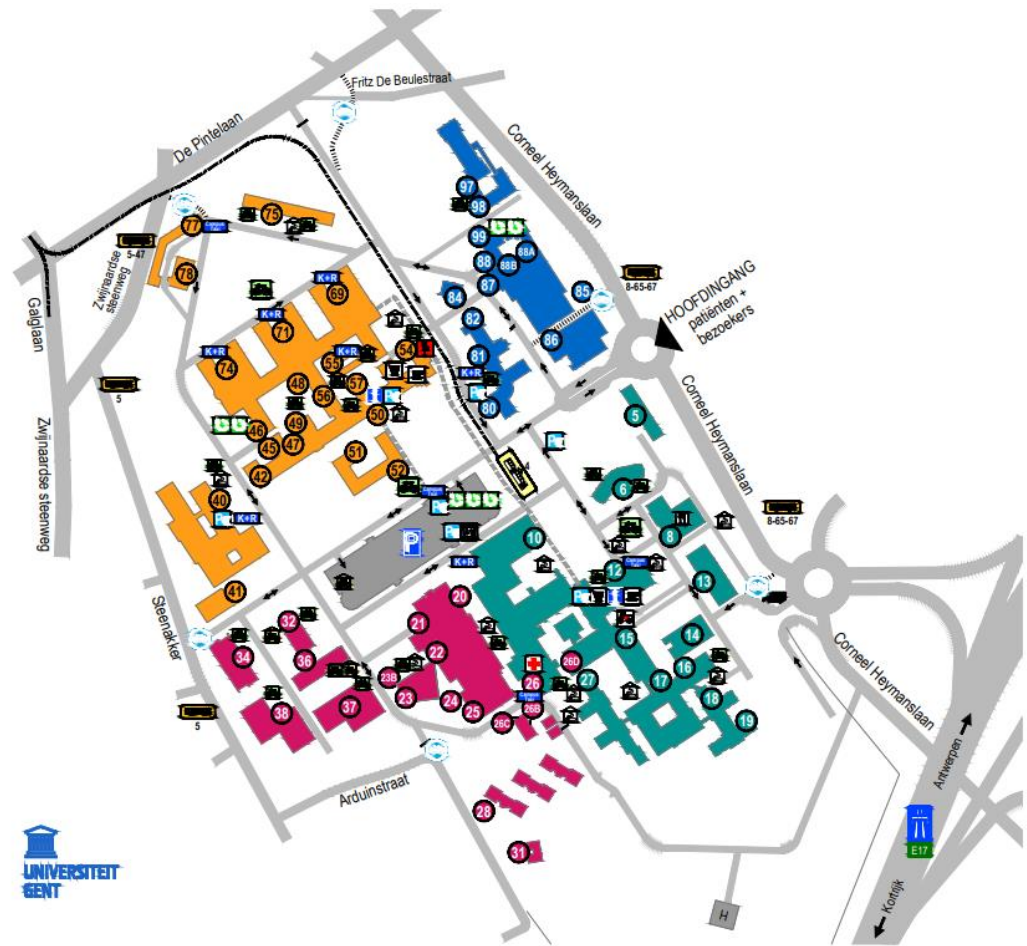 Fritz De Beulestraat
De Pintelaan
Corneel Heymanslaan
97
98
75
77
5-47
78
99
88
88A
88B
87
85
8-65-67
HOOFDINGANG
patiënten +
bezoekers
Zwijnaardse
steenweg
Galglaan
K+R
69
84
82
K+R
71
86
K+R
74
K+R
55
54
81
K+R
5
48
56
57
50
80
5
Corneel Heymanslaan
49
46
47
45
51
42
52
6
Zwijnaardse steenweg
40
K+R
P
8
8-65-67
10
K+R
12
13
41
20
21
15
14
Steenakker
32
34
36
22
26D
16
23B
26
27
17
18
23
24
25
26B
26C
19
38
37
5
Corneel Heymanslaan
Arduinstraat
28
31
Antwerpen
E17
Kortrijk
H
UNIVERSITEIT
GENT